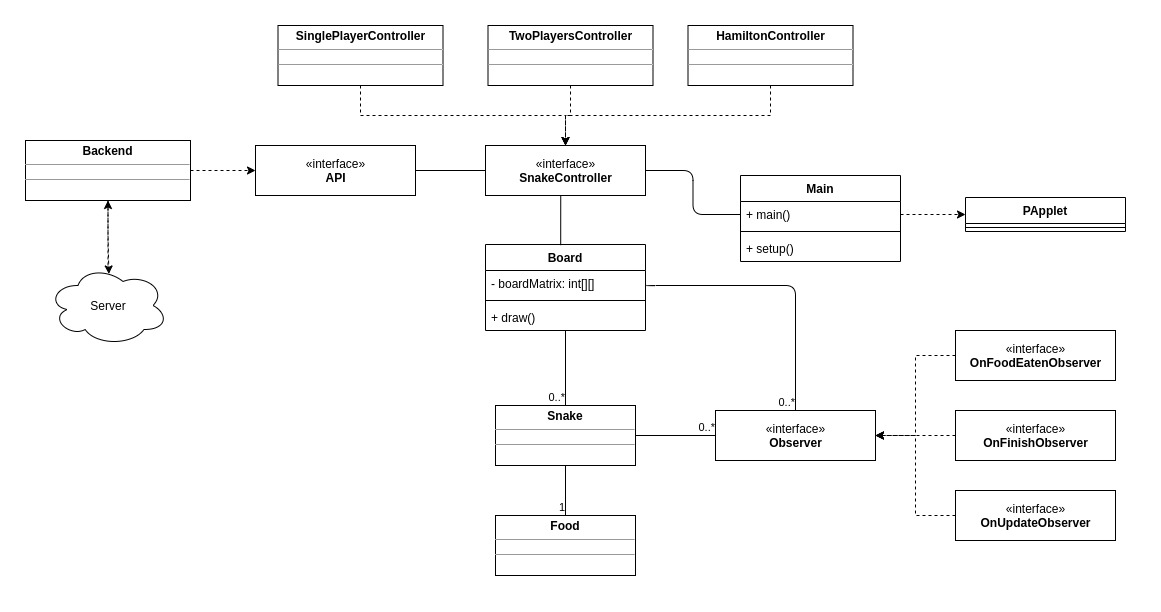 SinglePlayerController
TwoPlayersController
HamiltonController
Backend
«interface»
API
«interface»
SnakeController
Main
+ main()
+ setup()
PApplet
Server
Board
- boardMatrix: int[][]
+ draw()
0..*
Snake
0..*
0..*
«interface»
Observer
«interface»
OnFoodEatenObserver
«interface»
OnFinishObserver
«interface»
OnUpdateObserver
1
Food